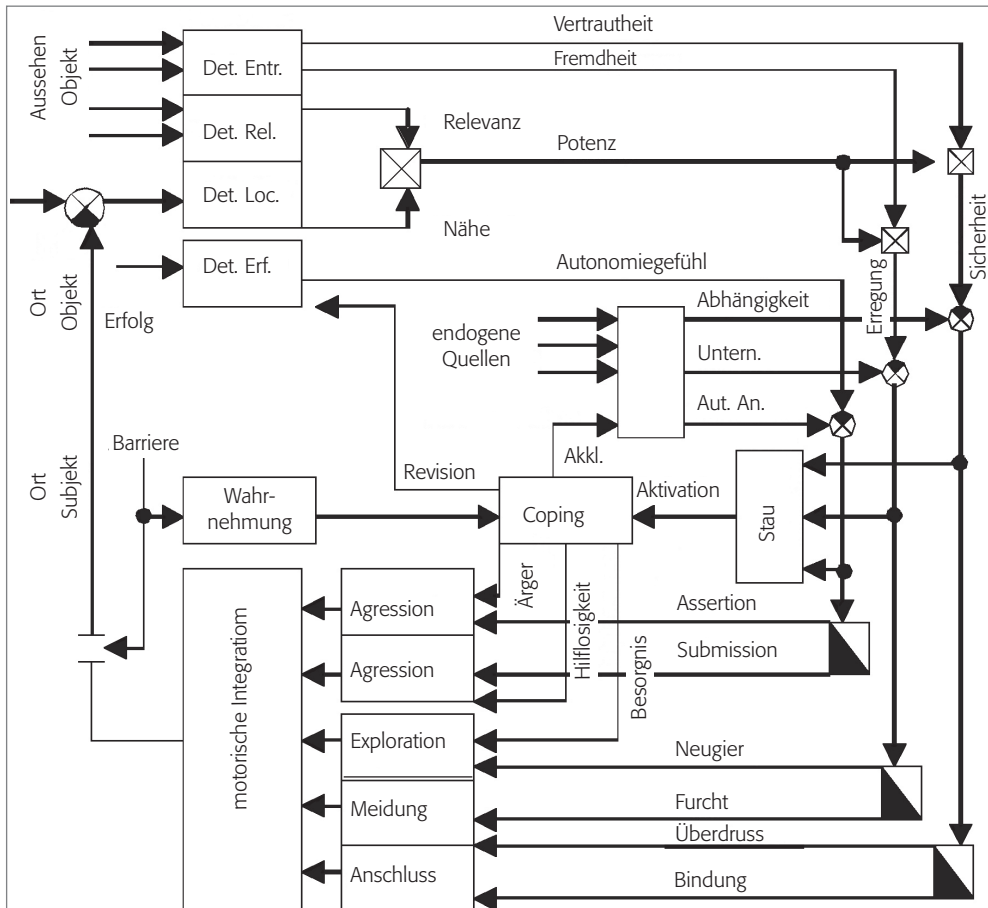 Vertrautheit
Aussehen
Objekt
Det. Entr.
Fremdheit
Det. Rel.
Relevanz
Potenz
Det. Loc.
Nähe
Sicherheit
Det. Erf.
Autonomiegefühl
Ort
Objekt
Erfolg
Erregung
Abhängigkeit
endogene
Quellen
Untern.
Aut. An.
Barriere
Revision
Akkl.
Ort
Subjekt
Wahr-
nehmung
Coping
Aktivation
Stau
motorische Integratiom
Agression
Ärger
Assertion
Agression
Hilflosigkeit
Submission
Besorgnis
Exploration
Neugier
Meidung
Furcht
Überdruss
Anschluss
Bindung